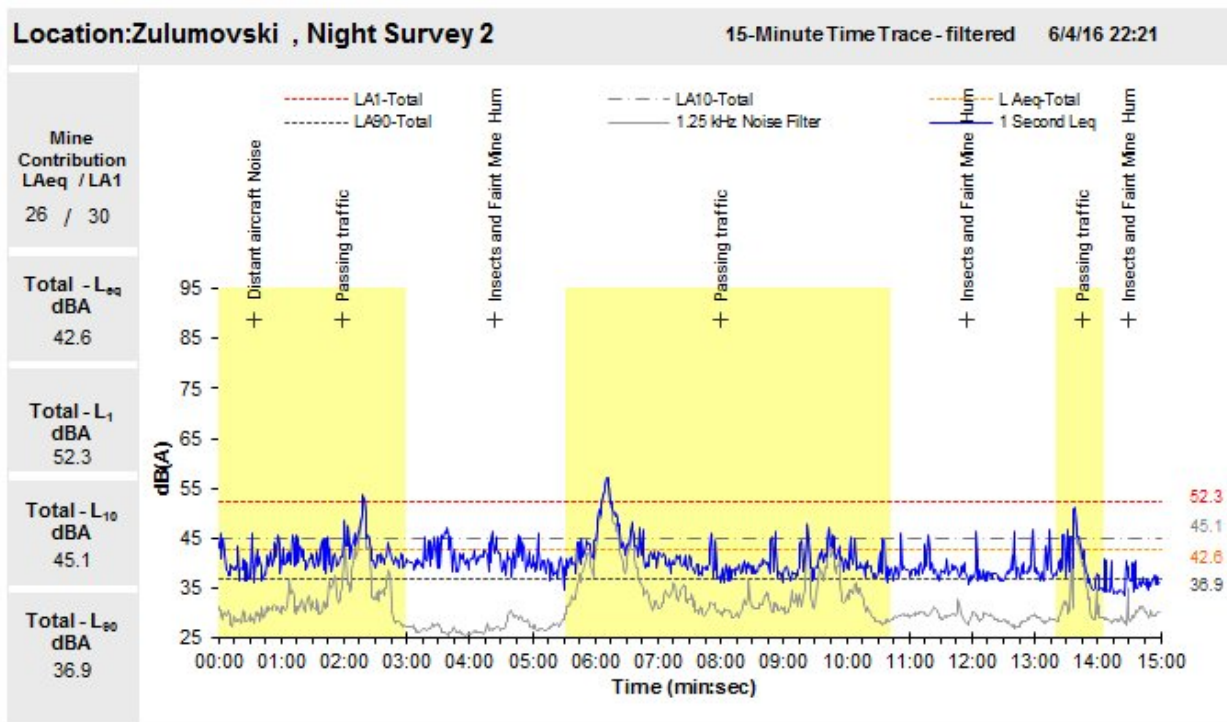 Location:Zulumovski , Night Survey 2
15-Minute Time Trace - filtered 6/4/16 22:21
Mine
Contribution
LAeq / LA1
26 / 30
Total - Leq
dBA
42.6
Total - L1
dBA
52.3
Total - L10
dBA
45.1
Total - L90
dBA
36.9
LA1-Total
LA10-Total
L Aeq-Total
LA90-Total
1.25 kHz Noise Filter
1 Second Leq
Distant aircraft Noise
Passing traffic
Insects and Faint Mine Hum
Passing traffic
Insects and Faint Mine Hum
Passing traffic
Insects and Faint Mine Hum
dB(A)
95
85
75
65
55
45
35
25
52.3
45.1
42.6
36.9
00:00 01:00 02:00 03:00 04:00 05:00 06:00 07:00 08:00 09:00 10:00 11:00 12:00 13:00 14:00 15:00
Time (min:sec)